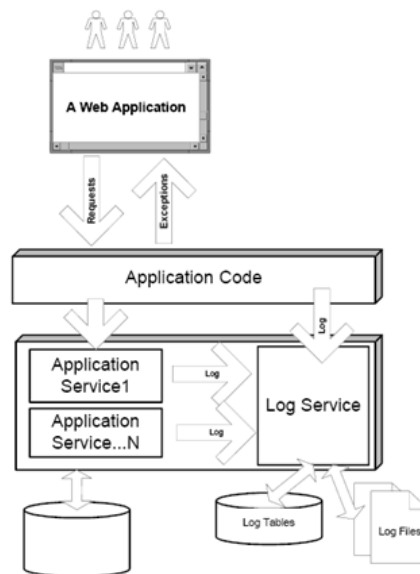 A Web Application
Requests
Exceptions
Application Code
Log
Application
Service1
Log
Log Service
Application
Service...N
Log
Log Tables
Log Files